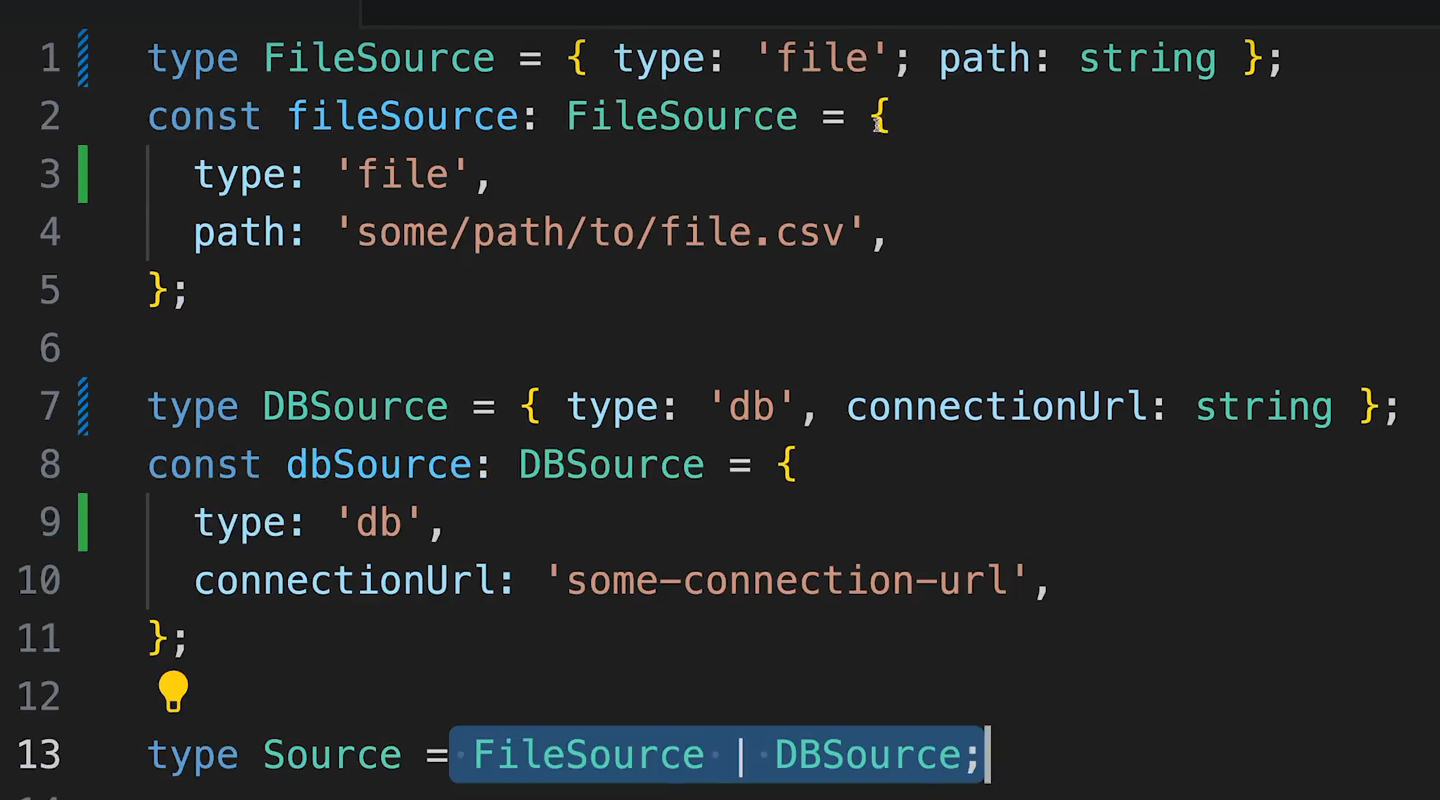 1 type FileSource = { type: 'file'; path: string };
2 const fileSource: FileSource = {
3 type: 'file',
4 path: 'some/path/to/file.csv',
5 };
6
7 type DBSource = { type: 'db', connectionUrl: string };
8 const dbSource: DBSource = {
9 type: 'db',
10 connectionUrl: 'some-connection-url',
11 };
12
13 type Source = FileSource | DBSource;